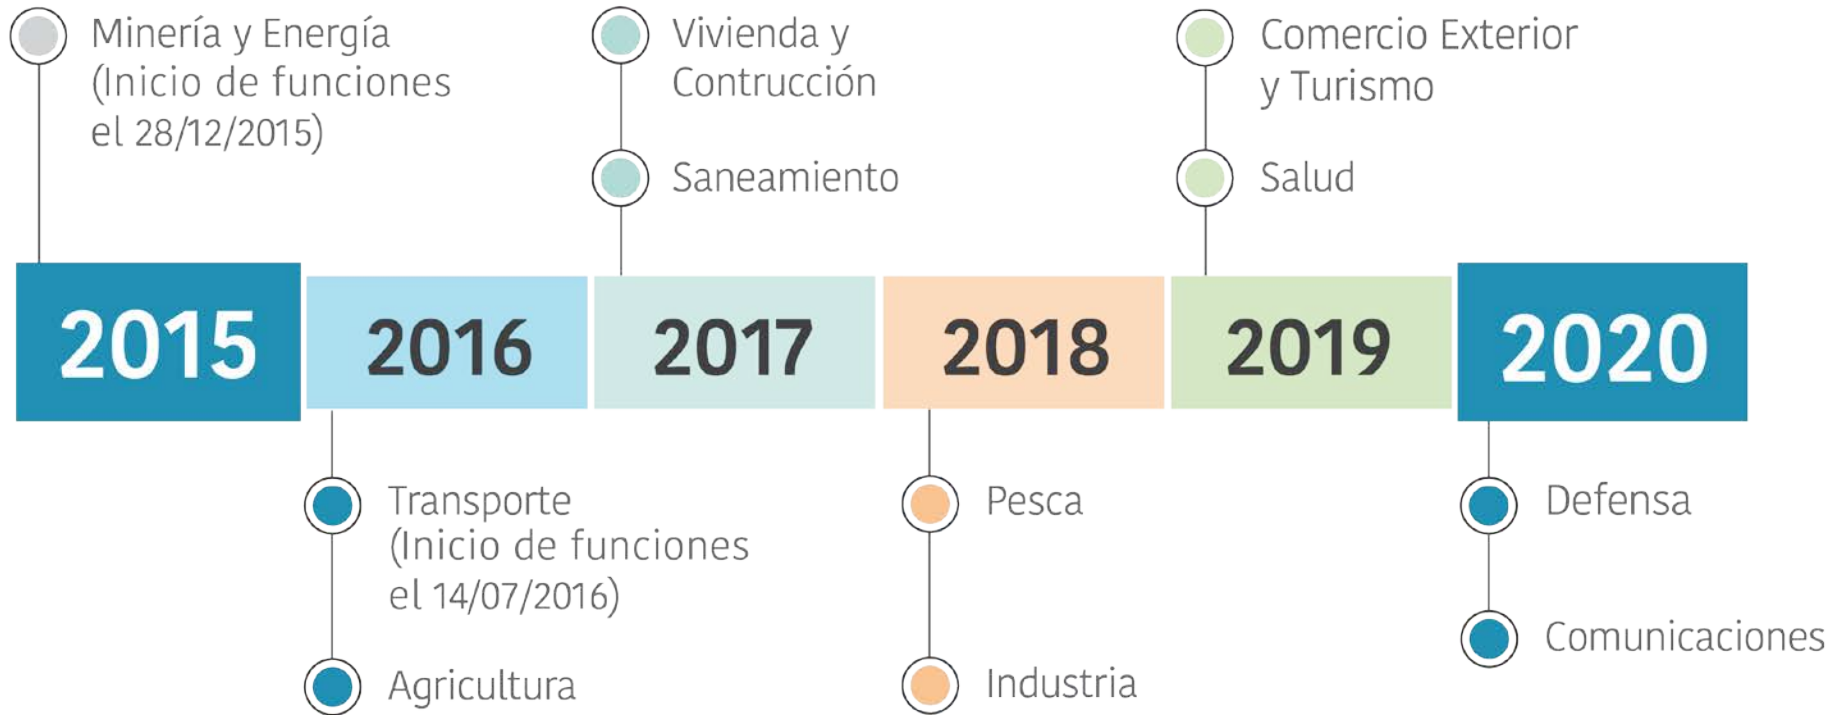 Minería y Energía
(Inicio de funciones
el 28/12/2015)
Vivienda y
Contrucción
Saneamiento
Comercio Exterior
y Turismo
Salud
2015
2016
2017
2018
2019
2020
Transporte
(Inicio de funciones
el 14/07/2016)
Agricultura
Pesca
Industria
Defensa
Comunicaciones